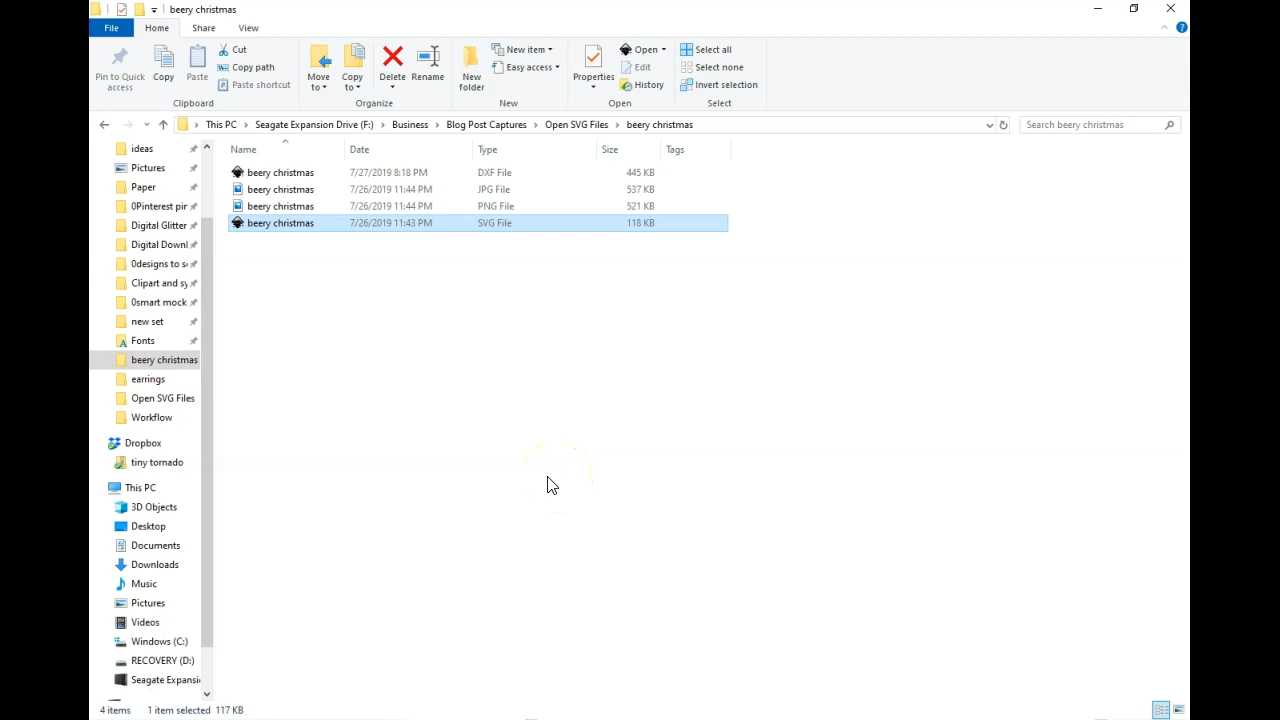 beery christmas
File Home Share View
Pin to Quick access
Copy
Paste
Cut
Copy path
Paste shortcut
Clipboard
Move to
Copy to
Delete
Rename
Organize
New folder
New item
Easy access
New
Properties
Open
Edit
History
Open
Select all
Select none
Invert selection
Select
This PC > Seagate Expansion Drive (F:) > Business > Blog Post Captures > Open SVG Files > beery christmas
Search beery christmas
Name Date Type Size Tags
beery christmas 7/27/2019 8:18 PM DXF File 445 KB
beery christmas 7/26/2019 11:44 PM JPG File 537 KB
beery christmas 7/26/2019 11:44 PM PNG File 521 KB
beery christmas 7/26/2019 11:43 PM SVG File 118 KB
ideas
Pictures
Paper
0Pinterest pir
Digital Glitter
Digital Downl
0designs to s
Clipart and sy
0smart mock
new set
Fonts
beery christmas
earrings
Open SVG Files
Workflow
Dropbox
tiny tornado
This PC
3D Objects
Desktop
Documents
Downloads
Music
Pictures
Videos
Windows (C:)
RECOVERY (D:)
Seagate Expansi
4 items 1 item selected 117 KB